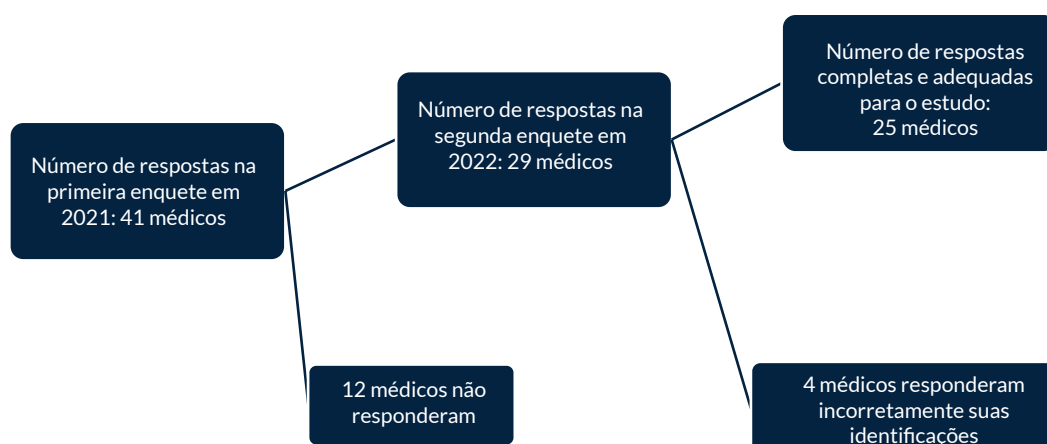 Número de respostas na
primeira enquete em
2021: 41 médicos
Número de respostas na
segunda enquete em
2022: 29 médicos
Número de respostas
completas e adequadas
para o estudo:
25 médicos
12 médicos não
responderam
4 médicos responderam
incorretamente suas
identificações